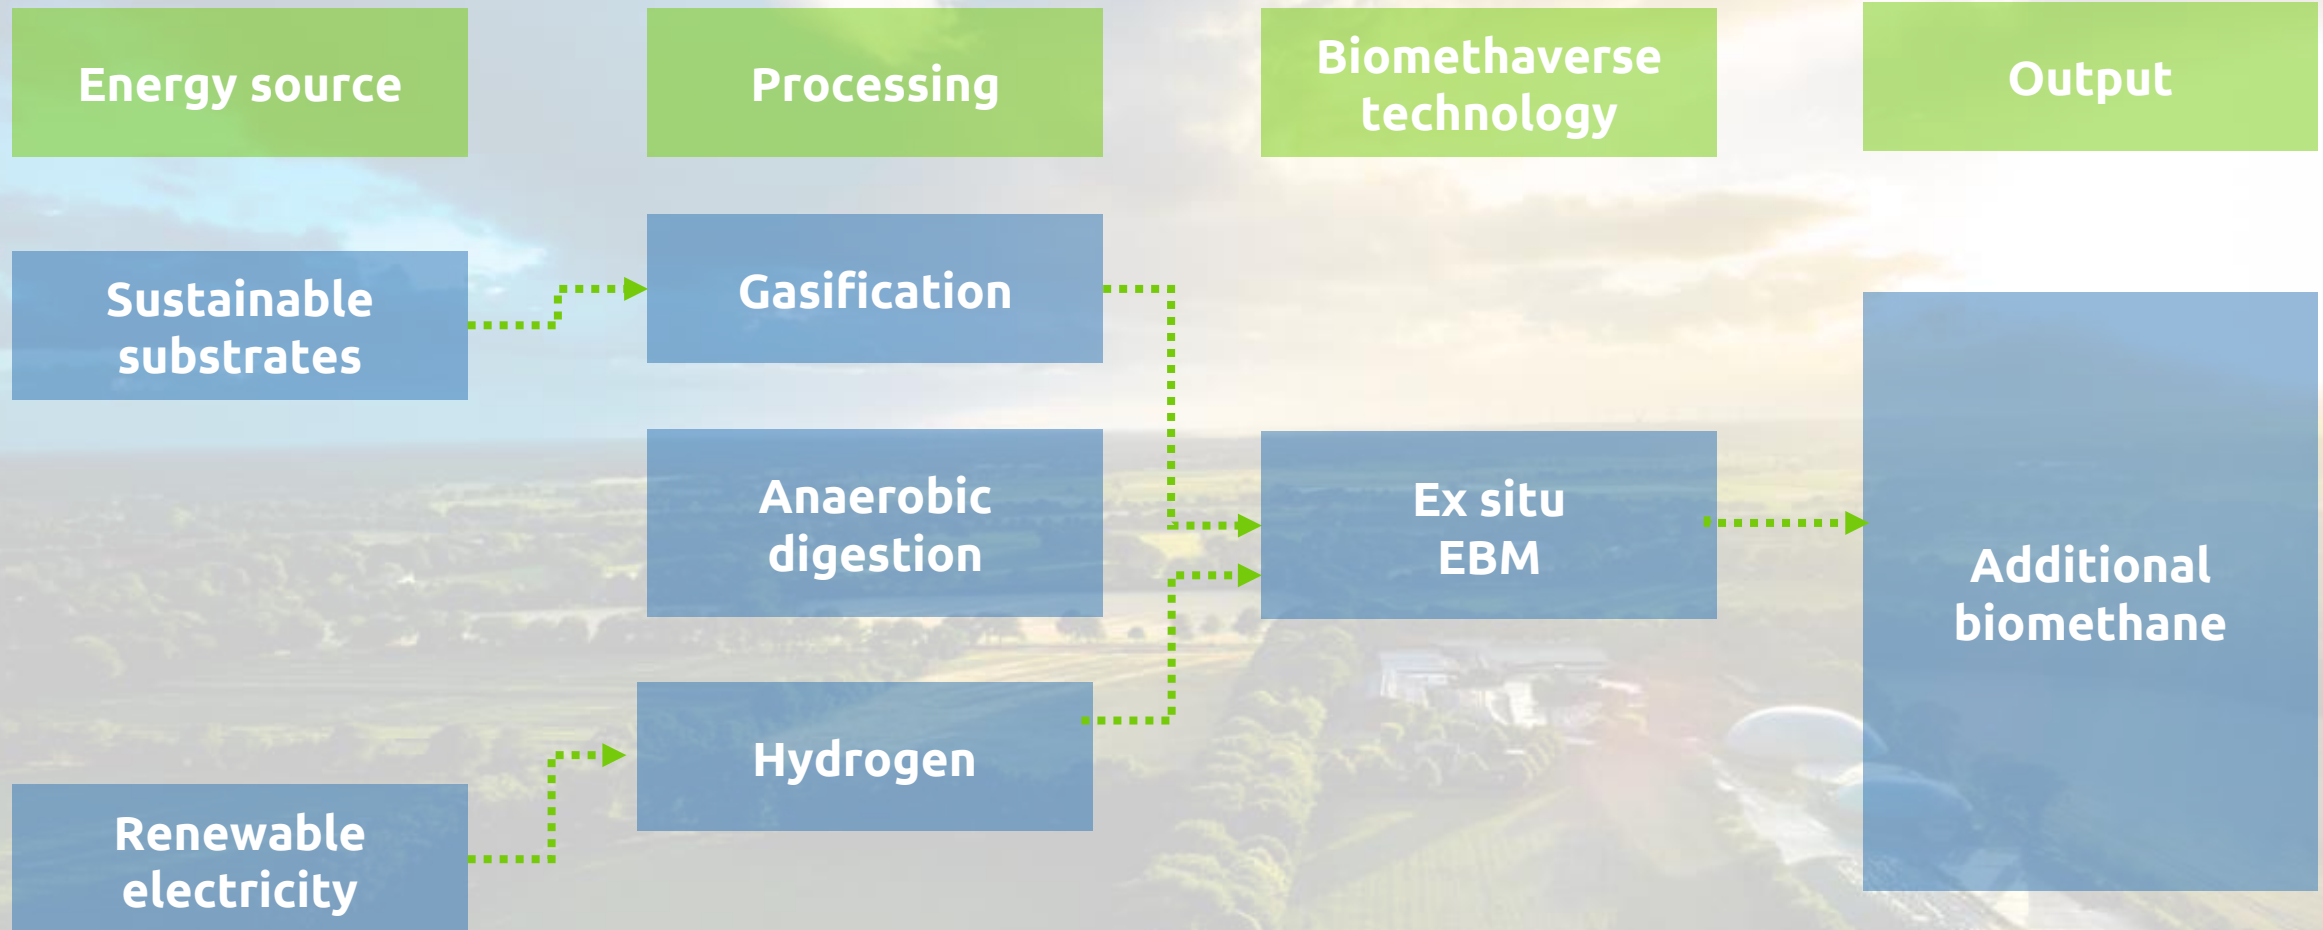 Energy source
Processing
Biomethaverse
technology
Output
Sustainable
substrates
Gasification
Anaerobic
digestion
Hydrogen
Renewable
electricity
Ex situ
EBM
Additional
biomethane